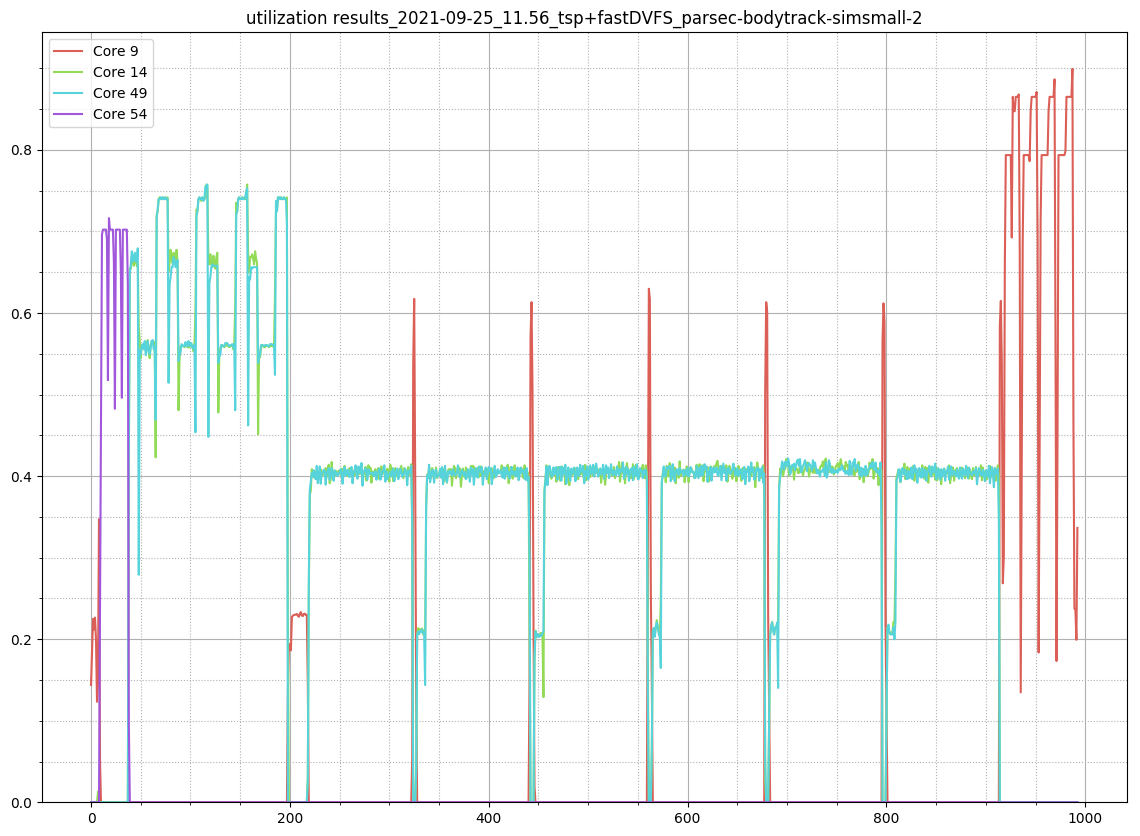 utilization results_2021-09-25_11.56_tsp+fastDVFS_parsec-bodytrack-simsmall-2
Core 9
Core 14
Core 49
Core 54
0.8
0.6
0.4
0.2
0.0
0 200 400 600 800 1000